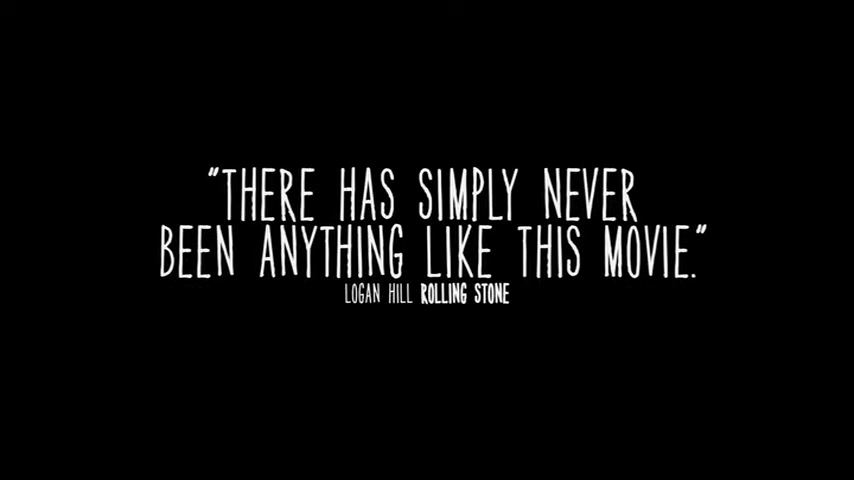 "THERE HAS SIMPLY NEVER
BEEN ANYTHING LIKE THIS MOVIE."
LOGAN HILL ROLLING STONE